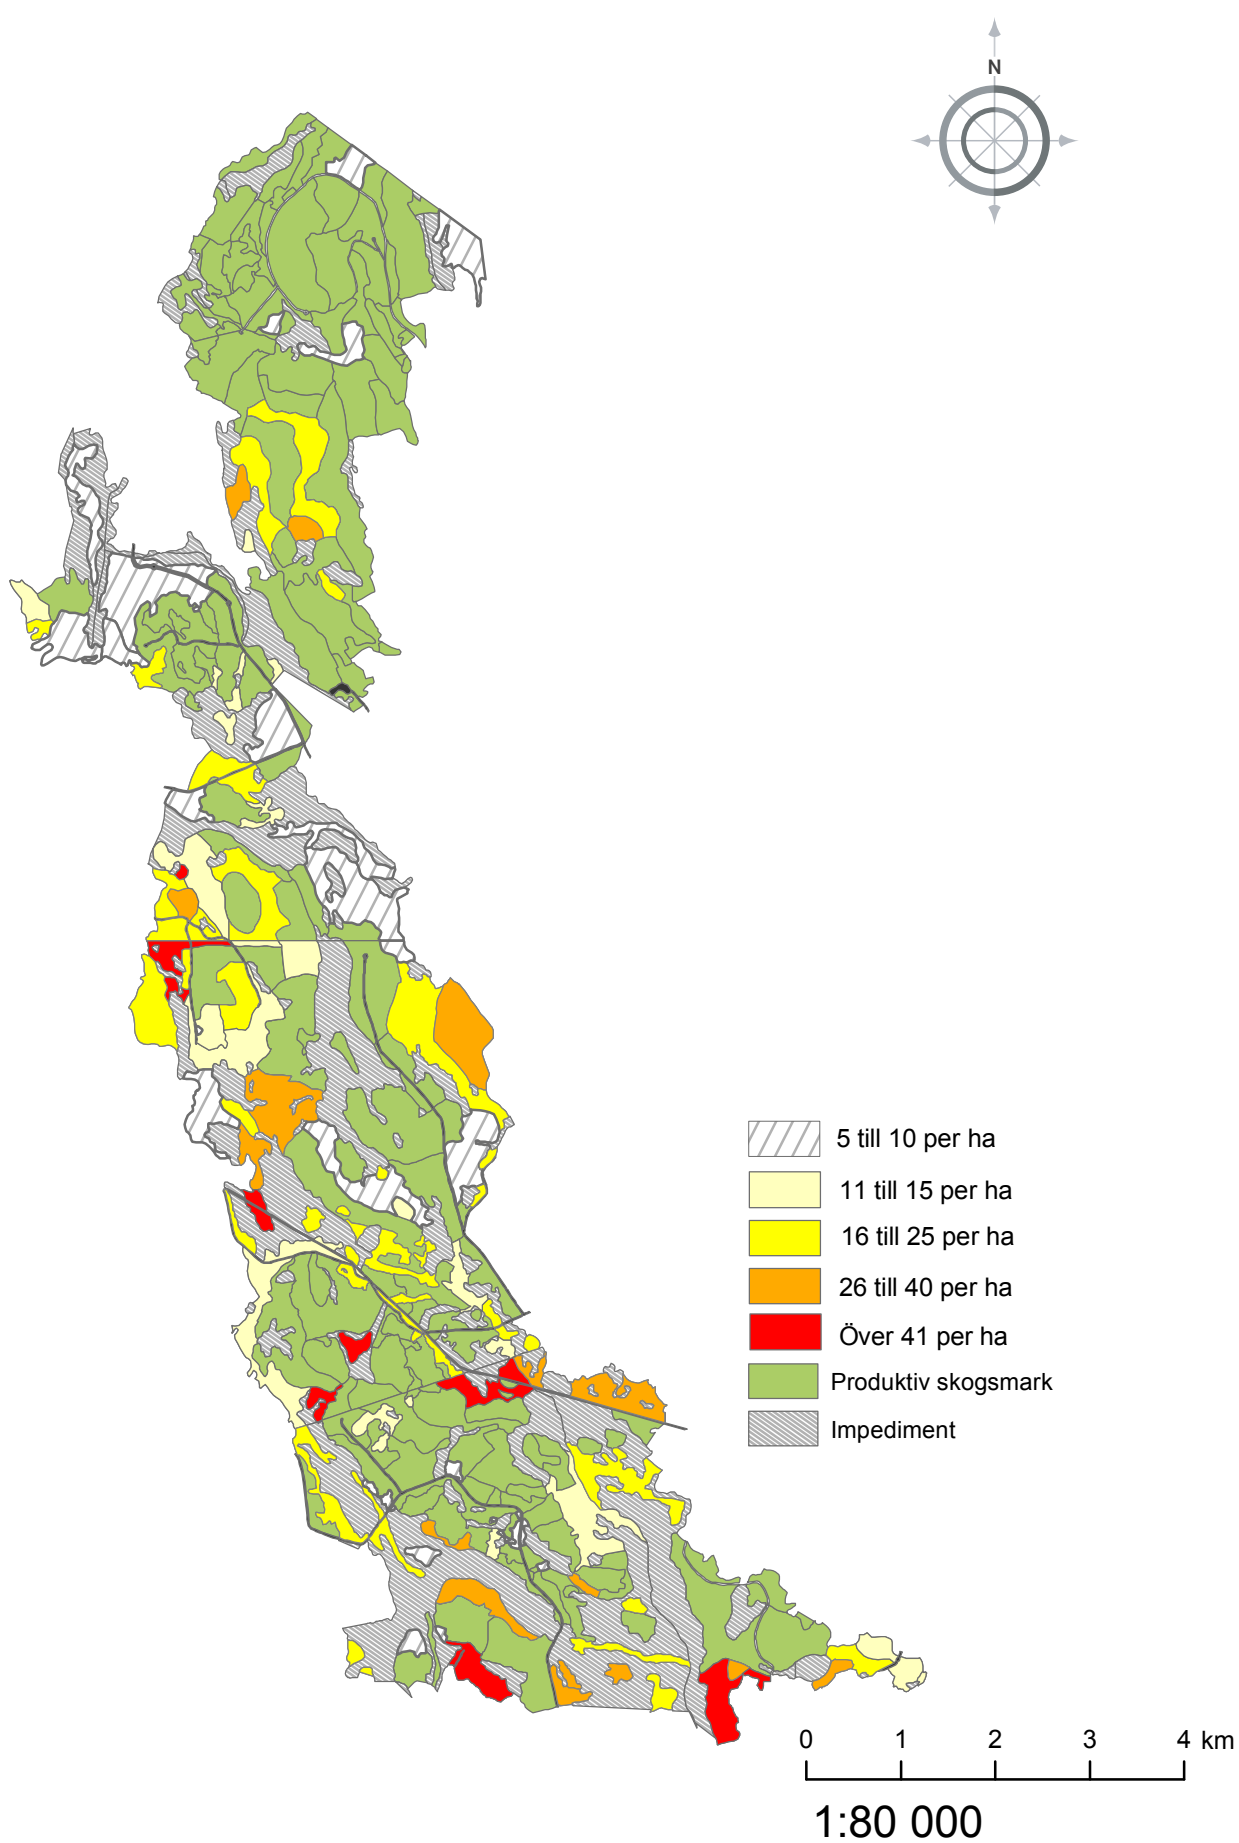 N
5 till 10 per ha
11 till 15 per ha
16 till 25 per ha
26 till 40 per ha
Över 41 per ha
Produktiv skogsmark
Impediment
0 1 2 3 4 km
1:80 000